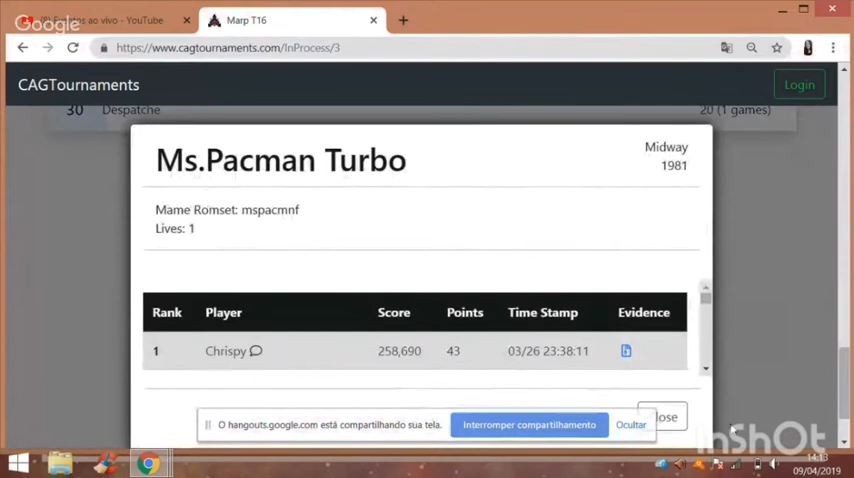 Google
ao vivo - YouTube
Marp T16
https://www.cagtournaments.com/InProcess/3
CAGTournaments
Login
30 Despatche 20 (1 games)
Ms.Pacman Turbo
Midway
1981
Mame Romset: mspacmnf
Lives: 1
Rank Player Score Points Time Stamp Evidence
1 Chrispy 258,690 43 03/26 23:38:11
lose
O hangouts.google.com está compartilhando sua tela. Interromper compartilhamento Ocultar
InShOt
14:13
09/04/2019